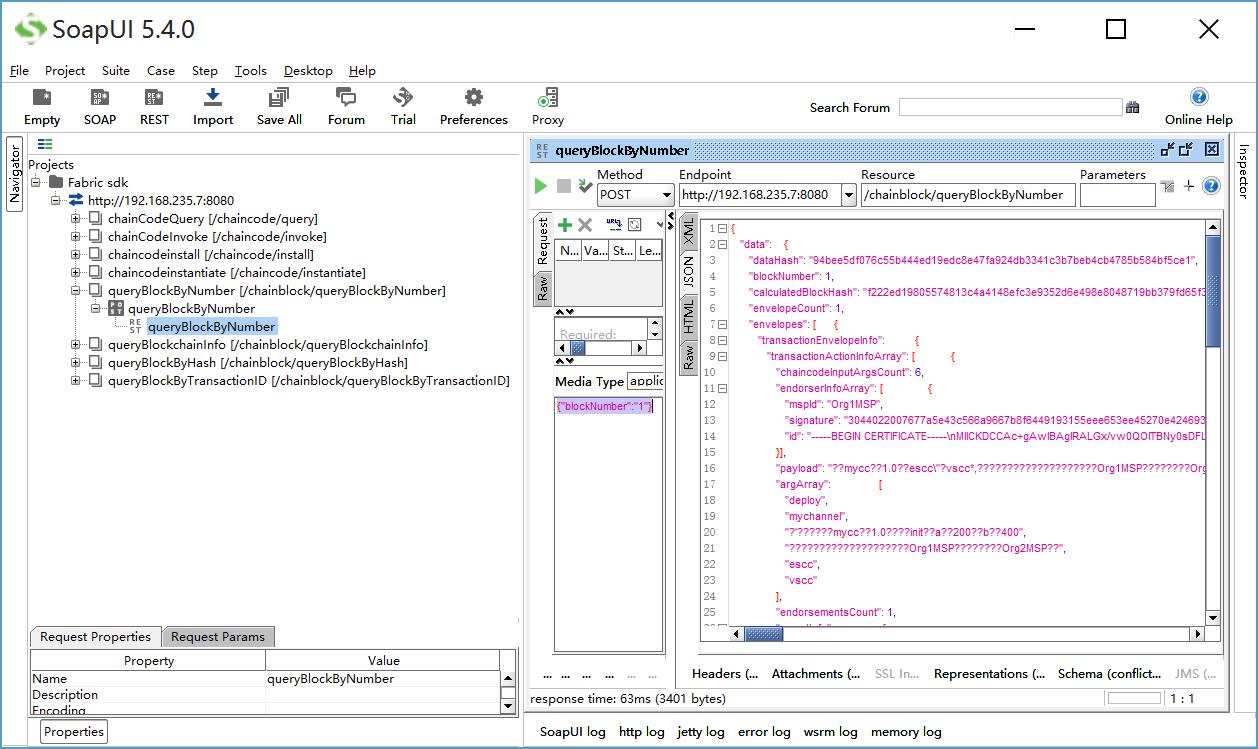 SoapUI 5.4.0
File Project Suite Case Step Tools Desktop Help
Empty SOAP REST Import Save All Forum Trial Preferences Proxy
Search Forum
Online Help
Navigator
Projects
Fabric sdk
http://192.168.235.7:8080
chainCodeQuery [/chaincode/query]
chainCodeInvoke [/chaincode/invoke]
chaincodeinstall [/chaincode/install]
chaincodeinstantiate [/chaincode/instantiate]
queryBlockByNumber [/chainblock/queryBlockByNumber]
queryBlockByNumber
REST queryBlockByNumber
queryBlockchainInfo [/chainblock/queryBlockchainInfo]
queryBlockByHash [/chainblock/queryBlockByHash]
queryBlockByTransactionID [/chainblock/queryBlockByTransactionID]
Request Properties Request Params
Property Value
Name queryBlockByNumber
Description
Encoding
Properties
REST queryBlockByNumber
Method Endpoint Resource Parameters
POST http://192.168.235.7:8080 /chainblock/queryBlockByNumber
Request
Raw
N... Va... St... Le...
Required:
Media Type applic
{"blockNumber":"1"}
XML
JSON
HTML
Raw
1 {
2 "data": {
3 "dataHash": "94bee5df076c55b444ed19edc8e47fa924db3341c3b7beb4cb4785b584bf5ce1",
4 "blockNumber": 1,
5 "calculatedBlockHash": "f222ed19805574813c4a4148efc3e9352d6e498e8048719bb379fd65f3
6 "envelopeCount": 1,
7 "envelopes": [ {
8 "transactionEnvelopeInfo": {
9 "transactionActionInfoArray": [ {
10 "chaincodeInputArgsCount": 6,
11 "endorserInfoArray": [ {
12 "mspId": "Org1MSP",
13 "signature": "3044022007677a5e43c566a9667b8f6449193155eee653ee45270e424693
14 "id": "-----BEGIN CERTIFICATE-----\nMIICKDCCAc+gAwIBAgIRALGx/vw0QOITBNy0sDFL
15 }],
16 "payload": "??mycc??1.0??escc\"?vscc*,????????????????????Org1MSP????????Org
17 "argArray": [
18 "deploy",
19 "mychannel",
20 "?'??????mycc??1.0????init??a??200??b??400",
21 "????????????????????Org1MSP????????Org2MSP??",
22 "escc",
23 "vscc"
24 ],
25 "endorsementsCount": 1,
... ... ... ... ... ...
Headers (... Attachments (... SSL In... Representations (... Schema (conflict... JMS (...
response time: 63ms (3401 bytes)
1 : 1
SoapUI log http log jetty log error log wsrm log memory log
Inspector